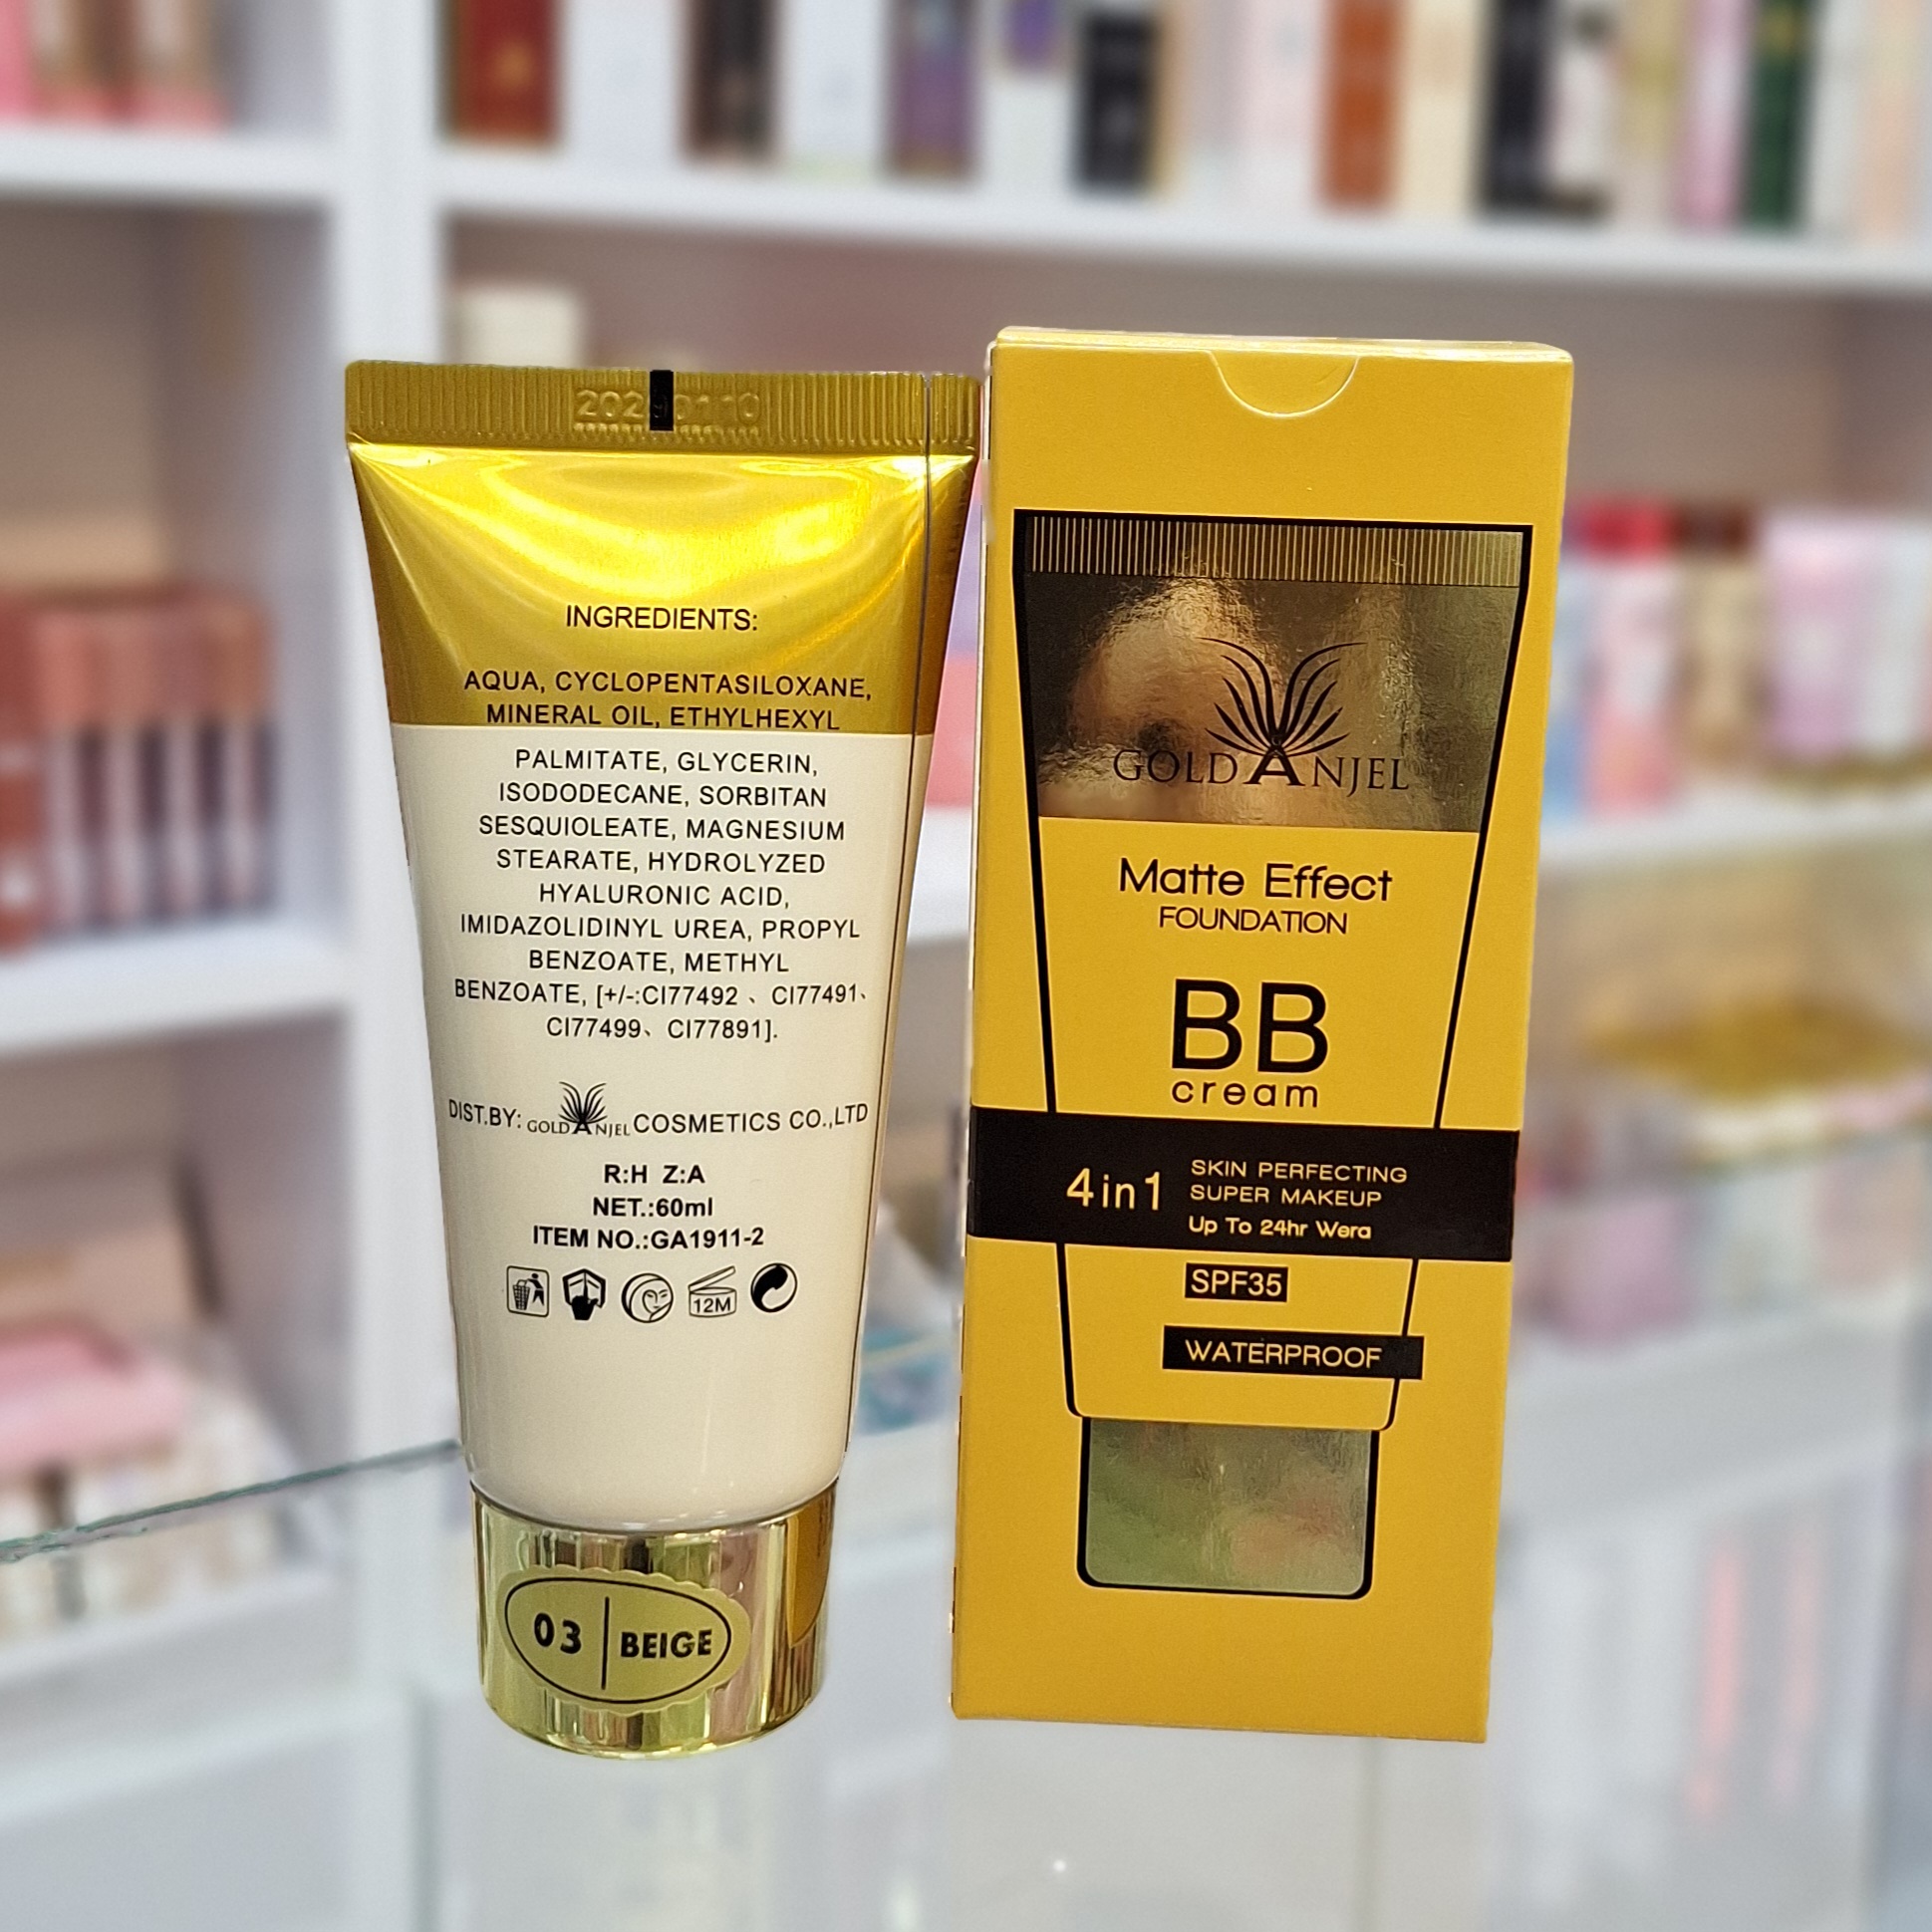 INGREDIENTS:
AQUA, CYCLOPENTASILOXANE,
MINERAL OIL, ETHYLHEXYL
PALMITATE, GLYCERIN,
ISODODECANE, SORBITAN
SESQUIOLEATE, MAGNESIUM
STEARATE, HYDROLYZED
HYALURONIC ACID,
IMIDAZOLIDINYL UREA, PROPYL
BENZOATE, METHYL
BENZOATE, [+/-:CI77492 、 CI77491、
CI77499、 CI77891].
DIST.BY: GOLD ANJEL COSMETICS CO.,LTD
R:H Z:A
NET.:60ml
ITEM NO.:GA1911-2
12M
03 BEIGE
GOLD ANJEL
Matte Effect
FOUNDATION
BB
cream
4in1
SKIN PERFECTING
SUPER MAKEUP
Up To 24hr Wera
SPF35
WATERPROOF